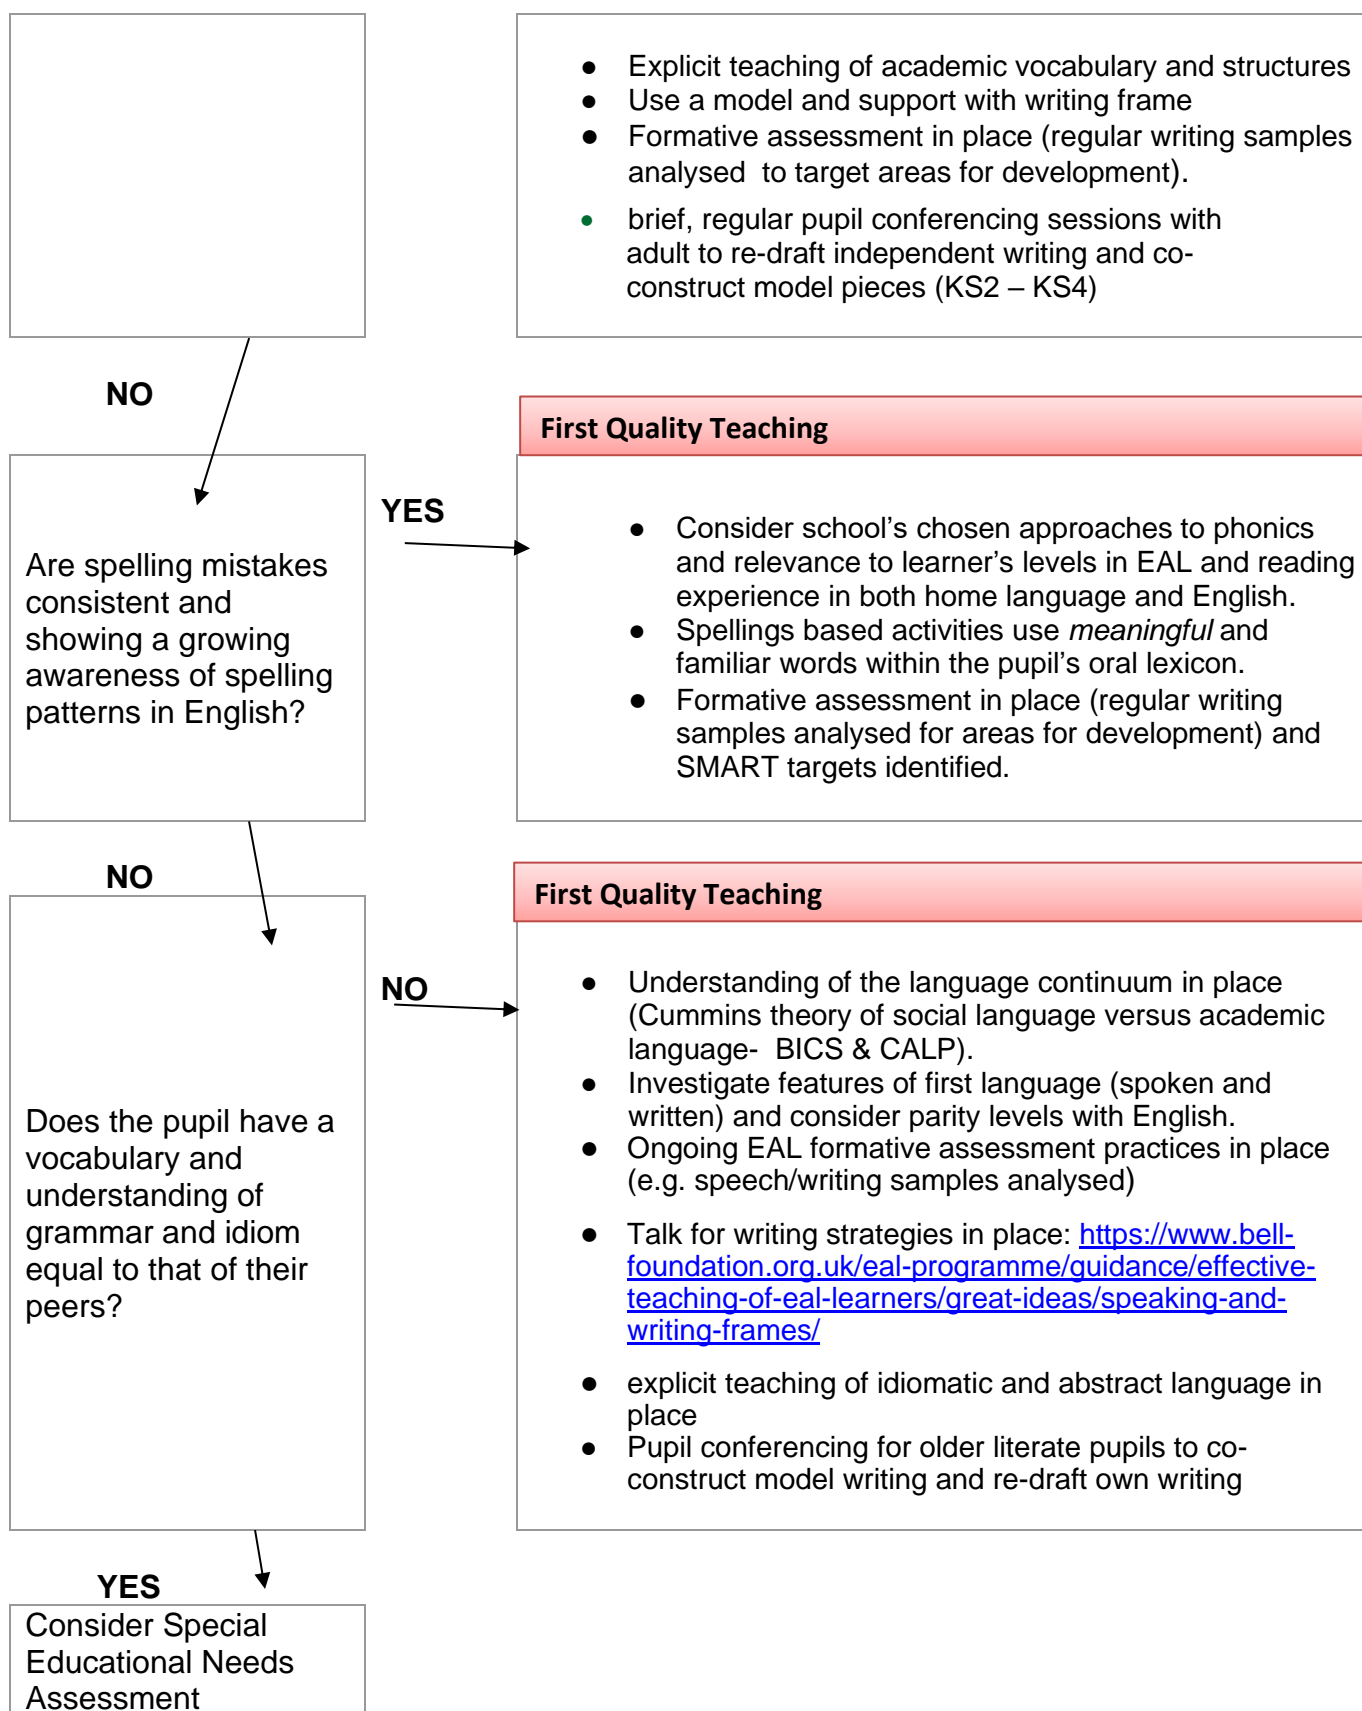 ● Explicit teaching of academic vocabulary and structures
● Use a model and support with writing frame
● Formative assessment in place (regular writing samples
analysed  to target areas for development).
● brief, regular pupil conferencing sessions with
adult to re-draft independent writing and co-
construct model pieces (KS2 – KS4)
NO
First Quality Teaching
Are spelling mistakes
consistent and
showing a growing
awareness of spelling
patterns in English?
YES
● Consider school’s chosen approaches to phonics
and relevance to learner’s levels in EAL and reading
experience in both home language and English.
● Spellings based activities use meaningful and
familiar words within the pupil’s oral lexicon.
● Formative assessment in place (regular writing
samples analysed for areas for development) and
SMART targets identified.
NO
First Quality Teaching
Does the pupil have a
vocabulary and
understanding of
grammar and idiom
equal to that of their
peers?
NO
● Understanding of the language continuum in place
(Cummins theory of social language versus academic
language-  BICS & CALP).
● Investigate features of first language (spoken and
written) and consider parity levels with English.
● Ongoing EAL formative assessment practices in place
(e.g. speech/writing samples analysed)
● Talk for writing strategies in place: https://www.bell-
foundation.org.uk/eal-programme/guidance/effective-
teaching-of-eal-learners/great-ideas/speaking-and-
writing-frames/
● explicit teaching of idiomatic and abstract language in
place
● Pupil conferencing for older literate pupils to co-
construct model writing and re-draft own writing
YES
Consider Special
Educational Needs
Assessment